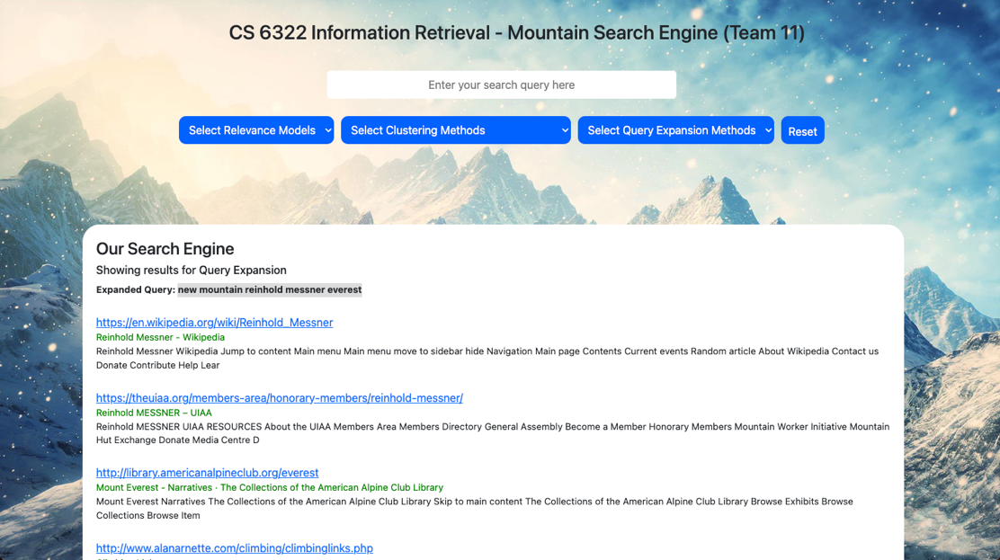 CS 6322 Information Retrieval - Mountain Search Engine (Team 11)
Enter your search query here
Select Relevance Models
Select Clustering Methods
Select Query Expansion Methods
Reset
Our Search Engine
Showing results for Query Expansion
Expanded Query: new mountain reinhold messner everest
https://en.wikipedia.org/wiki/Reinhold_Messner
Reinhold Messner - Wikipedia
Reinhold Messner Wikipedia Jump to content Main menu Main menu move to sidebar hide Navigation Main page Contents Current events Random article About Wikipedia Contact us
Donate Contribute Help Lear
https://theuiaa.org/members-area/honorary-members/reinhold-messner/
Reinhold MESSNER – UIAA
Reinhold MESSNER UIAA RESOURCES About the UIAA Members Area Members Directory General Assembly Become a Member Honorary Members Mountain Worker Initiative Mountain
Hut Exchange Donate Media Centre D
http://library.americanalpineclub.org/everest
Mount Everest - Narratives · The Collections of the American Alpine Club Library
Mount Everest Narratives The Collections of the American Alpine Club Library Skip to main content The Collections of the American Alpine Club Library Browse Exhibits Browse
Collections Browse Item
http://www.alanarnette.com/climbing/climbinglinks.php